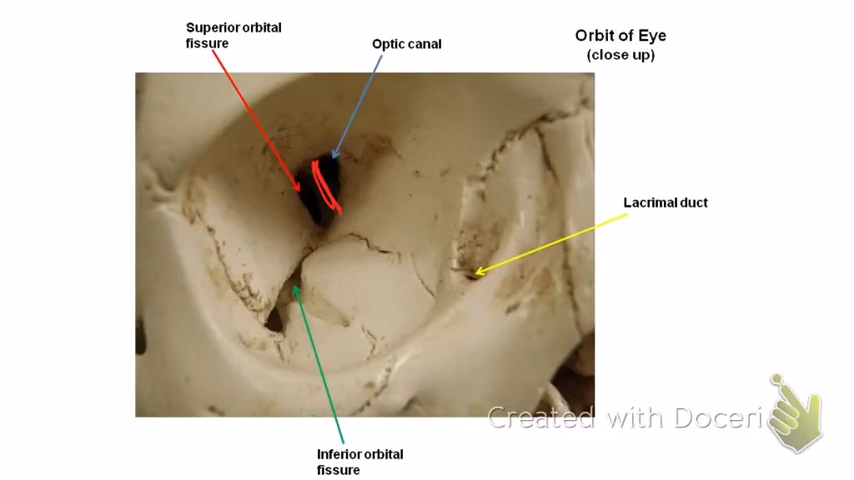 Superior orbital
fissure
Optic canal
Orbit of Eye
(close up)
Lacrimal duct
Created with Doceri
Inferior orbital
fissure